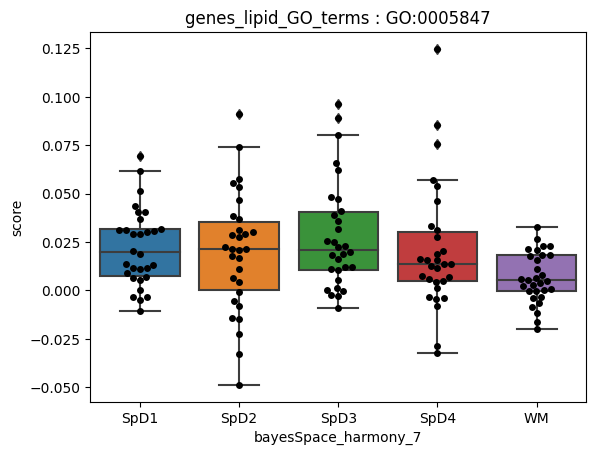 genes_lipid_GO_terms : GO:0005847
0.125
0.100
0.075
0.050
0.025
0.000
−0.025
−0.050
score
SpD1 SpD2 SpD3 SpD4 WM
bayesSpace_harmony_7